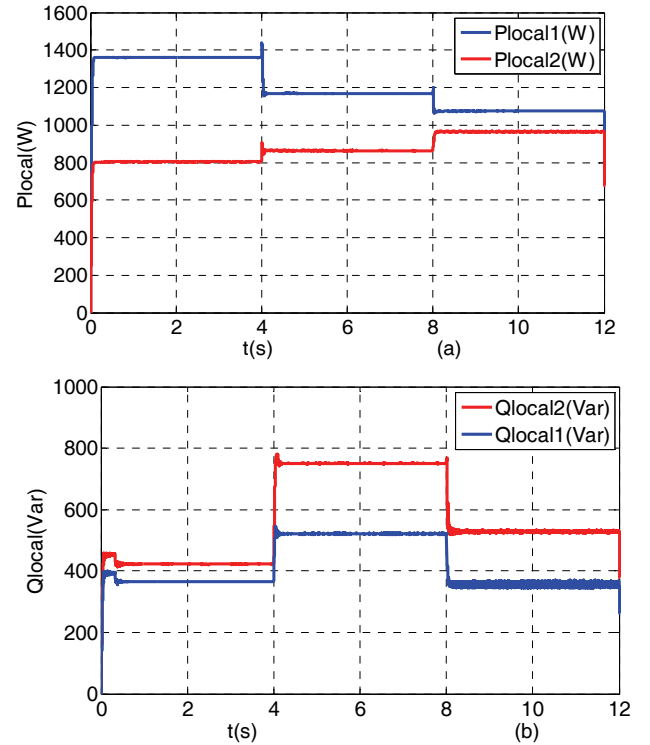 1600
1400
1200
1000
800
600
400
200
0
Plocal(W)
Plocal1(W)
Plocal2(W)
0 2 4 6 8 10 12
t(s) (a)
1000
800
600
400
200
0
Qlocal(Var)
Qlocal2(Var)
Qlocal1(Var)
0 2 4 6 8 10 12
t(s) (b)